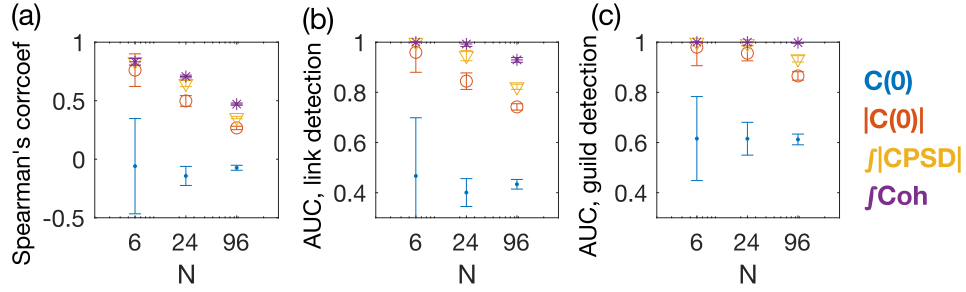 (a)
Spearman's corrcoef
1
0.5
0
-0.5
6 24 96
N
(b)
AUC, link detection
1
0.8
0.6
0.4
6 24 96
N
(c)
AUC, guild detection
1
0.8
0.6
0.4
6 24 96
N
C(0)
|C(0)|
∫|CPSD|
∫Coh